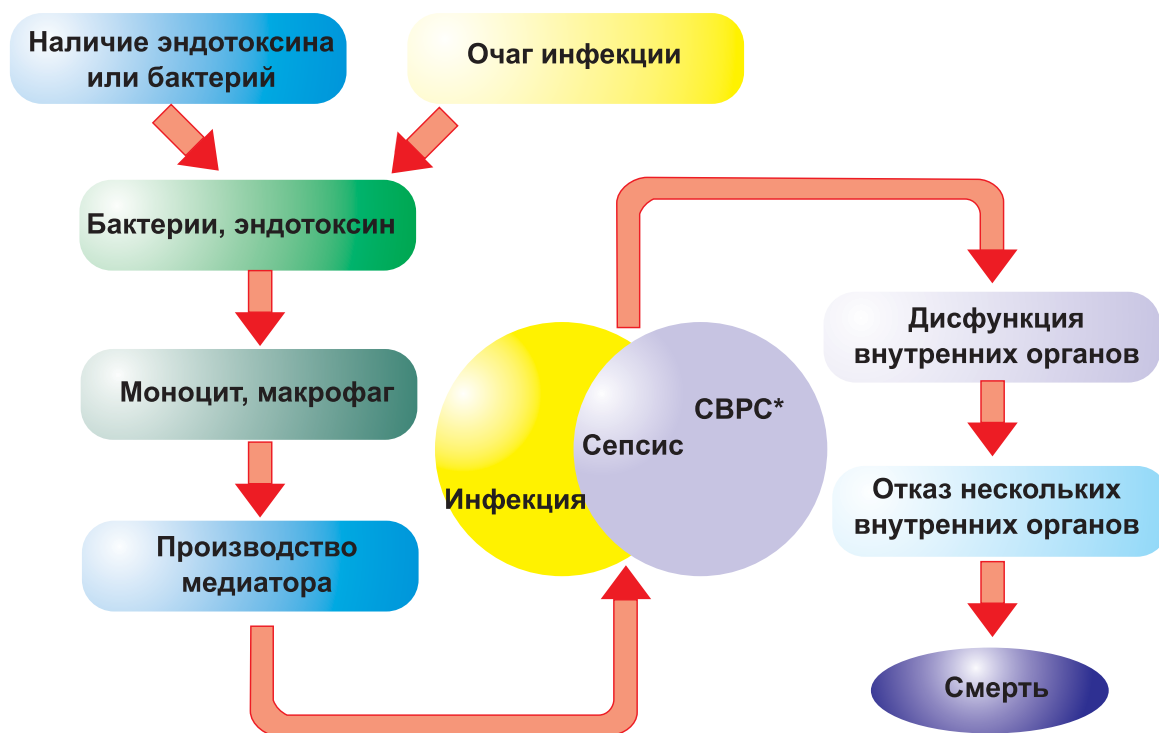 Наличие эндотоксина
или бактерий
Очаг инфекции
Бактерии, эндотоксин
Моноцит, макрофаг
Производство
медиатора
Инфекция
Сепсис
СВРС*
Дисфункция
внутренних органов
Отказ нескольких
внутренних органов
Смерть